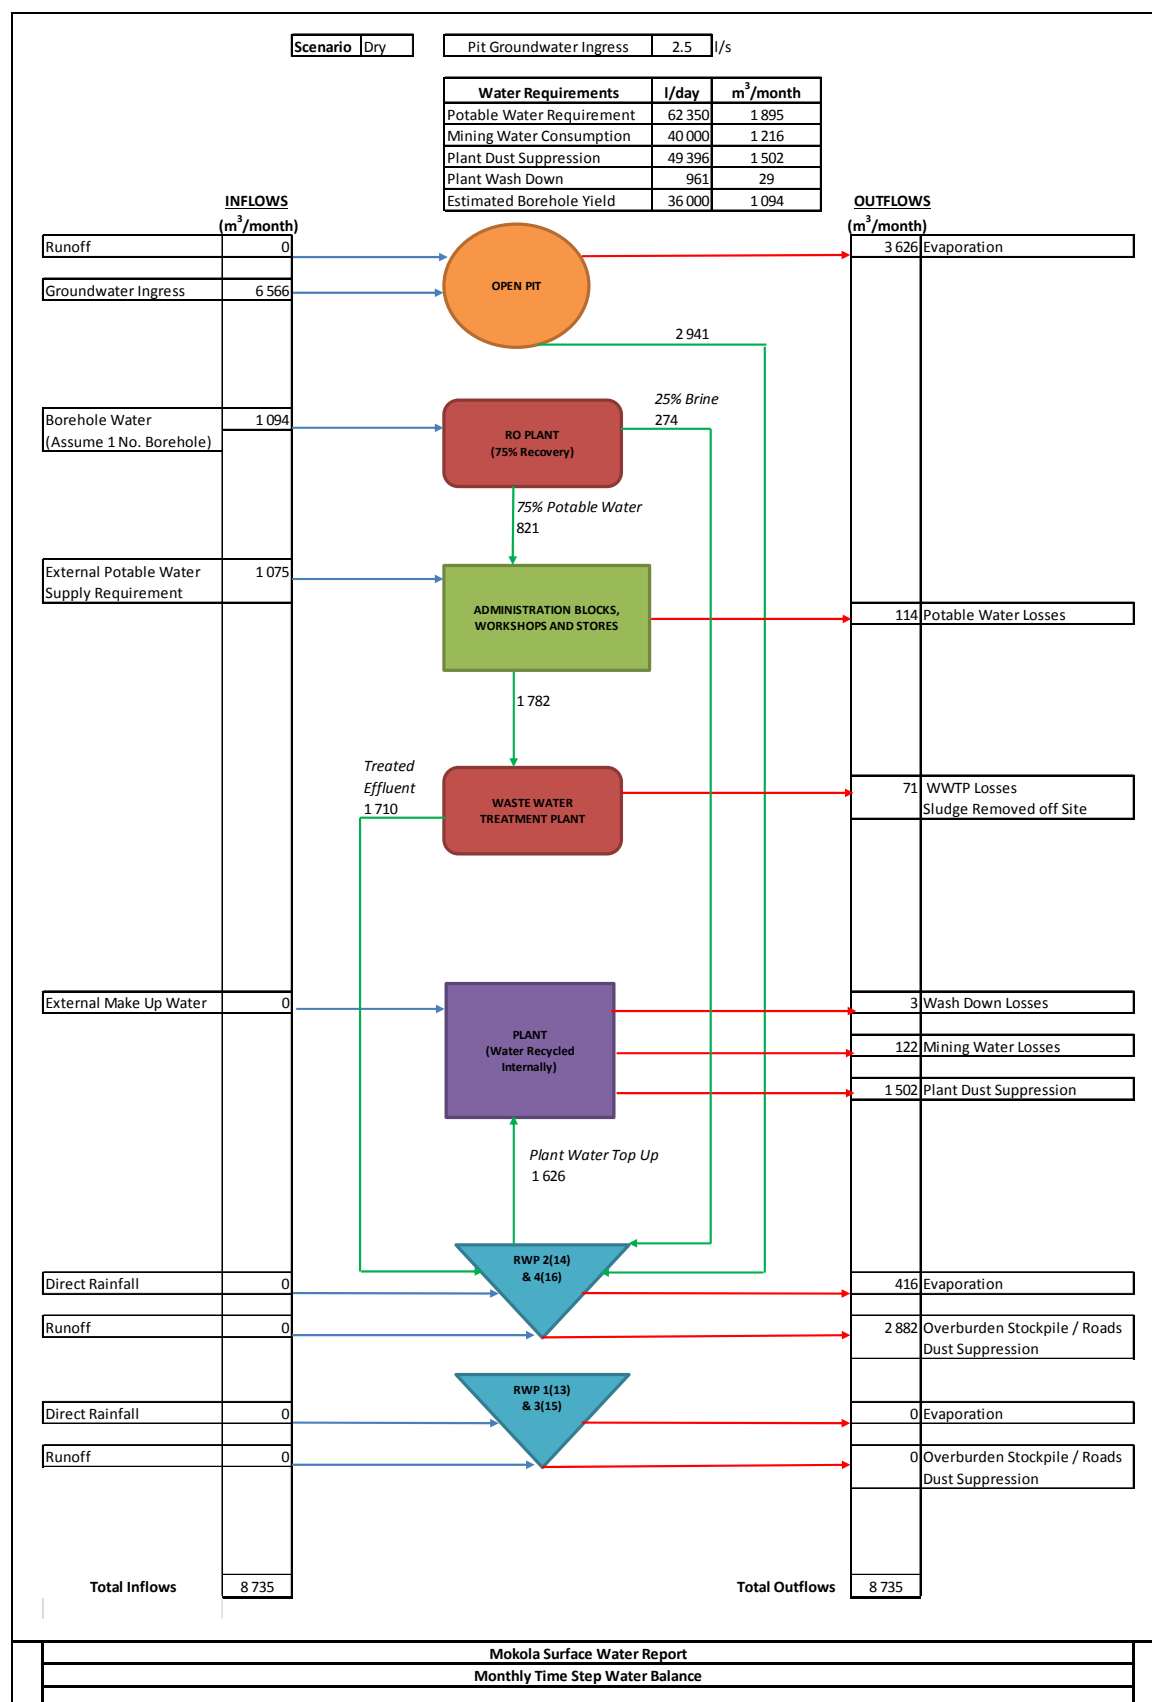 Scenario Dry Pit Groundwater Ingress 2.5 l/s
Water Requirements l/day m³/month
Potable Water Requirement 62 350 1 895
Mining Water Consumption 40 000 1 216
Plant Dust Suppression 49 396 1 502
Plant Wash Down 961 29
Estimated Borehole Yield 36 000 1 094
INFLOWS OUTFLOWS
(m³/month) (m³/month)
Runoff 0 3 626 Evaporation
OPEN PIT
Groundwater Ingress 6 566
2 941
25% Brine
Borehole Water 1 094 274
(Assume 1 No. Borehole)
RO PLANT
(75% Recovery)
75% Potable Water
821
External Potable Water 1 075
Supply Requirement
ADMINISTRATION BLOCKS,
WORKSHOPS AND STORES
114 Potable Water Losses
1 782
Treated
Effluent
1 710
WASTE WATER
TREATMENT PLANT
71 WWTP Losses
Sludge Removed off Site
External Make Up Water 0 3 Wash Down Losses
PLANT
(Water Recycled
Internally)
122 Mining Water Losses
1 502 Plant Dust Suppression
Plant Water Top Up
1 626
RWP 2(14)
& 4(16)
Direct Rainfall 0 416 Evaporation
Runoff 0 2 882 Overburden Stockpile / Roads
Dust Suppression
RWP 1(13)
& 3(15)
Direct Rainfall 0 0 Evaporation
Runoff 0 0 Overburden Stockpile / Roads
Dust Suppression
Total Inflows 8 735 Total Outflows 8 735
Mokola Surface Water Report
Monthly Time Step Water Balance